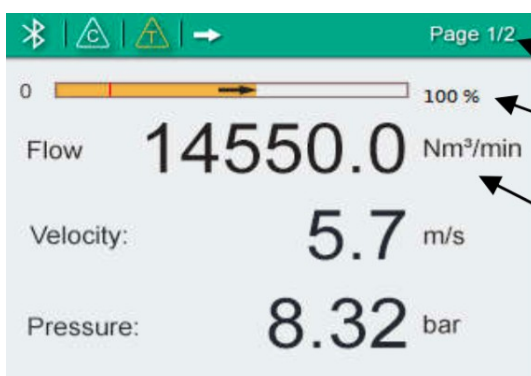 C T Page 1/2
0 100 %
Flow 14550.0 Nm³/min
Velocity: 5.7 m/s
Pressure: 8.32 bar